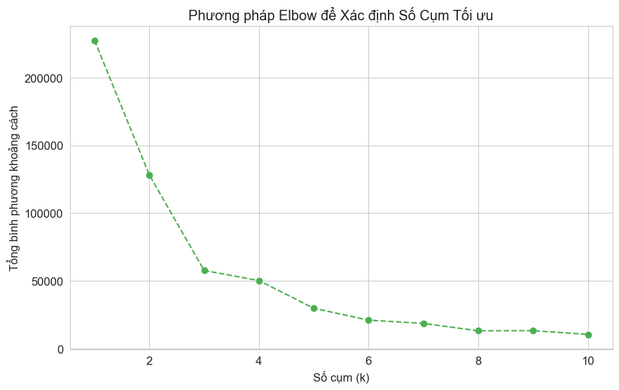 Phương pháp Elbow để Xác định Số Cụm Tối ưu
Tổng bình phương khoảng cách
200000
150000
100000
50000
0
2 4 6 8 10
Số cụm (k)